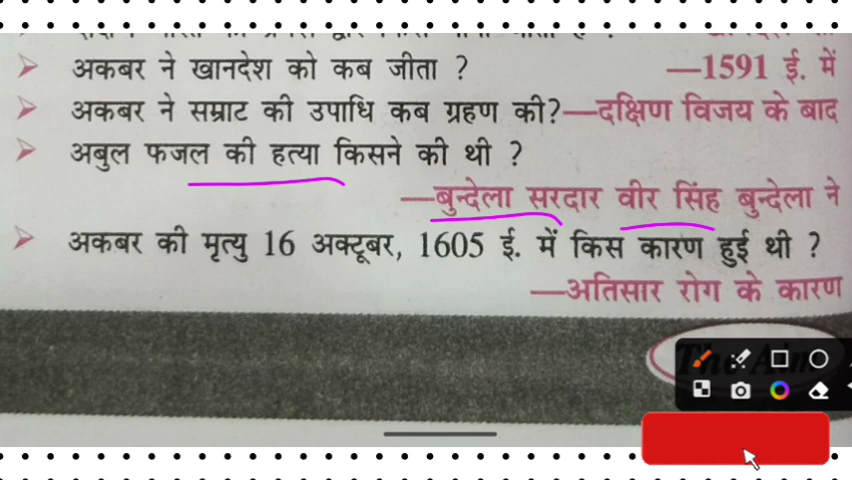 ➤ अकबर ने खानदेश को कब जीता ? —1591 ई. में
➤ अकबर ने सम्राट की उपाधि कब ग्रहण की?—दक्षिण विजय के बाद
➤ अबुल फजल की हत्या किसने की थी ?
—बुन्देला सरदार वीर सिंह बुन्देला ने
➤ अकबर की मृत्यु 16 अक्टूबर, 1605 ई. में किस कारण हुई थी ?
—अतिसार रोग के कारण